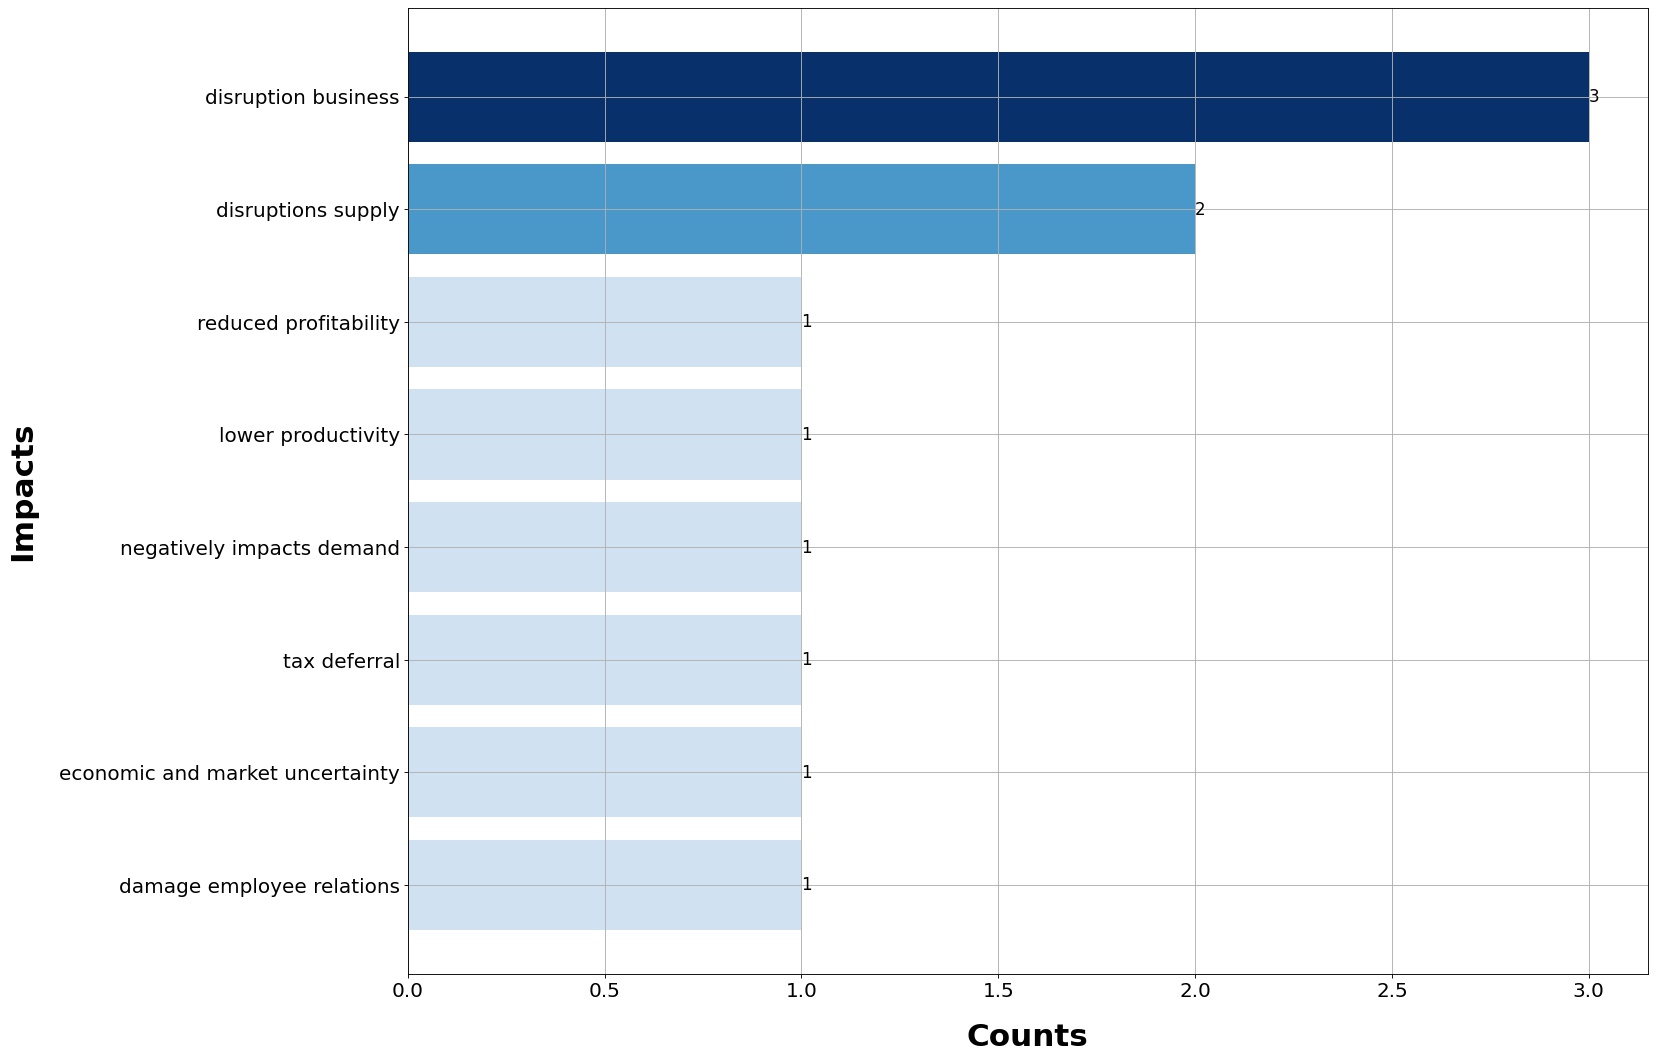 disruption business
3
disruptions supply
2
reduced profitability
1
lower productivity
1
negatively impacts demand
1
tax deferral
1
economic and market uncertainty
1
damage employee relations
1
Impacts
0.0 0.5 1.0 1.5 2.0 2.5 3.0
Counts